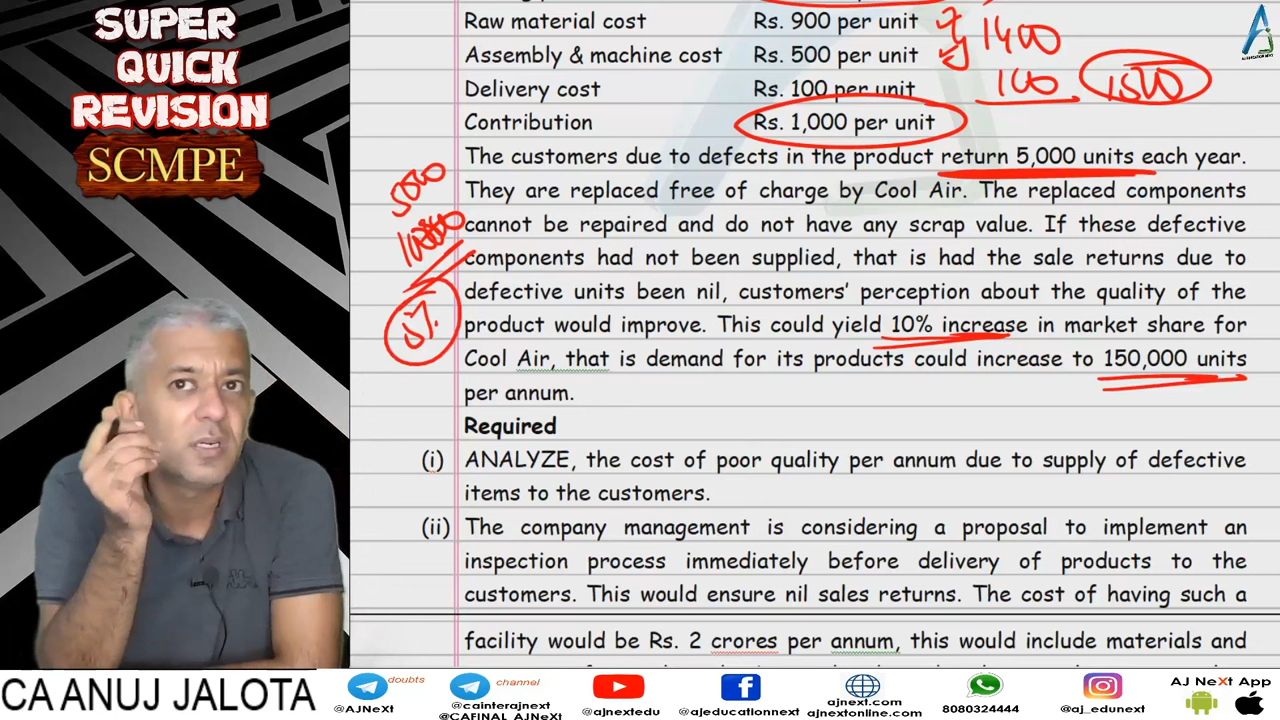 SUPER
QUICK
REVISION
SCMPE
Raw material cost Rs. 900 per unit
1400
Assembly & machine cost Rs. 500 per unit
Delivery cost Rs. 100 per unit
100 1500
Contribution Rs. 1,000 per unit
The customers due to defects in the product return 5,000 units each year.
They are replaced free of charge by Cool Air. The replaced components
cannot be repaired and do not have any scrap value. If these defective
components had not been supplied, that is had the sale returns due to
defective units been nil, customers' perception about the quality of the
product would improve. This could yield 10% increase in market share for
Cool Air, that is demand for its products could increase to 150,000 units
per annum.
5000
5%
Required
(i) ANALYZE, the cost of poor quality per annum due to supply of defective
items to the customers.
(ii) The company management is considering a proposal to implement an
inspection process immediately before delivery of products to the
customers. This would ensure nil sales returns. The cost of having such a
facility would be Rs. 2 crores per annum, this would include materials and
CA ANUJ JALOTA
doubts
@AJNeXt
channel
@cainterajnext
@CAFINAL_AJNeXt
@ajnextedu
@ajeducationnext
ajnext.com
ajnextonline.com
8080324444
@aj_edunext
AJ NeXt App